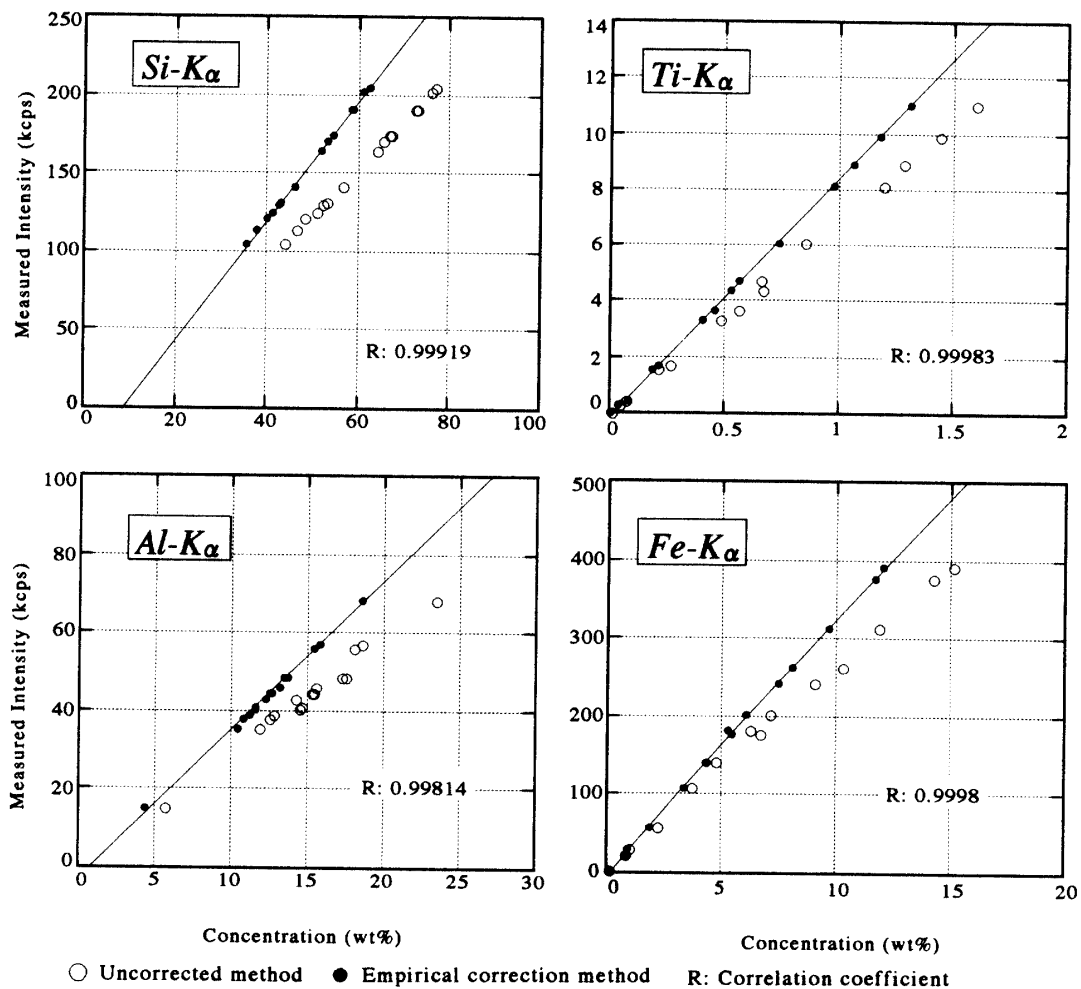 250
200
150
100
50
0
Measured Intensity (kcps)
Si-Kα
R: 0.99919
0 20 40 60 80 100
14
12
10
8
6
4
2
0
Ti-Kα
R: 0.99983
0 0.5 1 1.5 2
100
80
60
40
20
0
Measured Intensity (kcps)
Al-Kα
R: 0.99814
0 5 10 15 20 25 30
Concentration (wt%)
500
400
300
200
100
0
Fe-Kα
R: 0.9998
0 5 10 15 20
Concentration (wt%)
Uncorrected method Empirical correction method R: Correlation coefficient